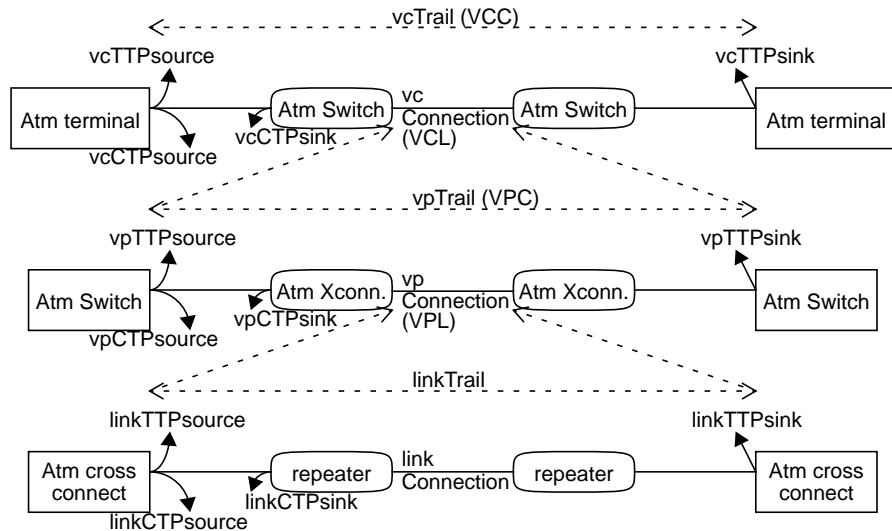 vcTrail (VCC)
vcTTPsource
vcTTPsink
Atm terminal
Atm Switch
vc
Connection
(VCL)
Atm Switch
Atm terminal
vcCTPsink
vcCTPsource
vpTrail (VPC)
vpTTPsource
vpTTPsink
Atm Switch
Atm Xconn.
vp
Connection
(VPL)
Atm Xconn.
Atm Switch
vpCTPsink
vpCTPsource
linkTrail
linkTTPsource
linkTTPsink
Atm cross
connect
repeater
link
Connection
repeater
Atm cross
connect
linkCTPsink
linkCTPsource